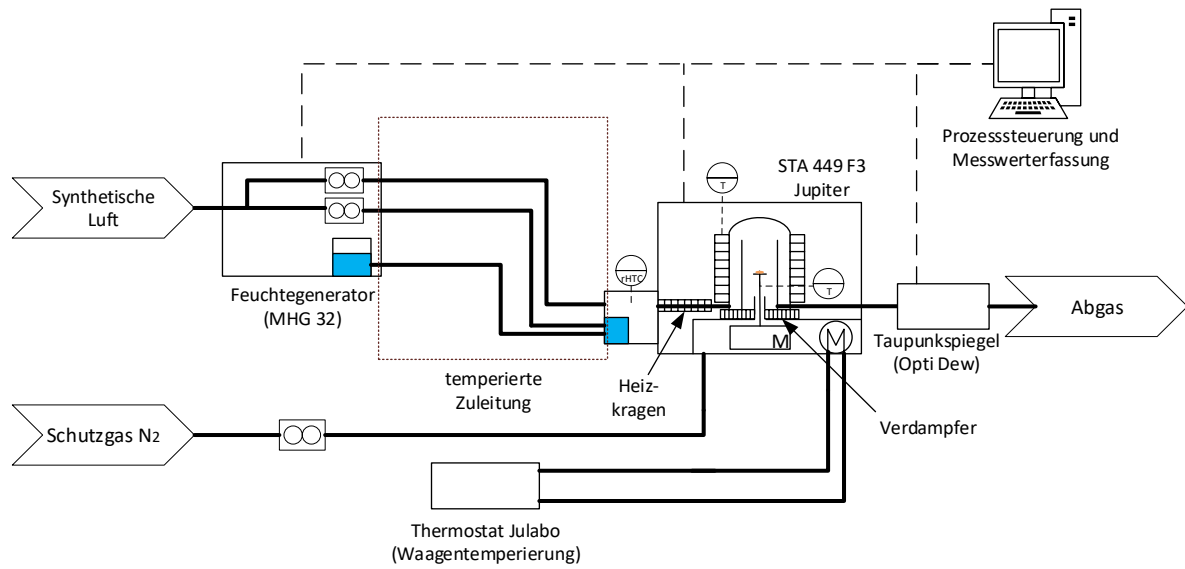 Prozesssteuerung und
Messwerterfassung
STA 449 F3
Jupiter
T
Synthetische
Luft
rHTC
T
Feuchtegenerator
(MHG 32)
Abgas
M
M
Taupunkspiegel
(Opti Dew)
temperierte
Zuleitung
Heiz-
kragen
Verdampfer
Schutzgas N2
Thermostat Julabo
(Waagentemperierung)